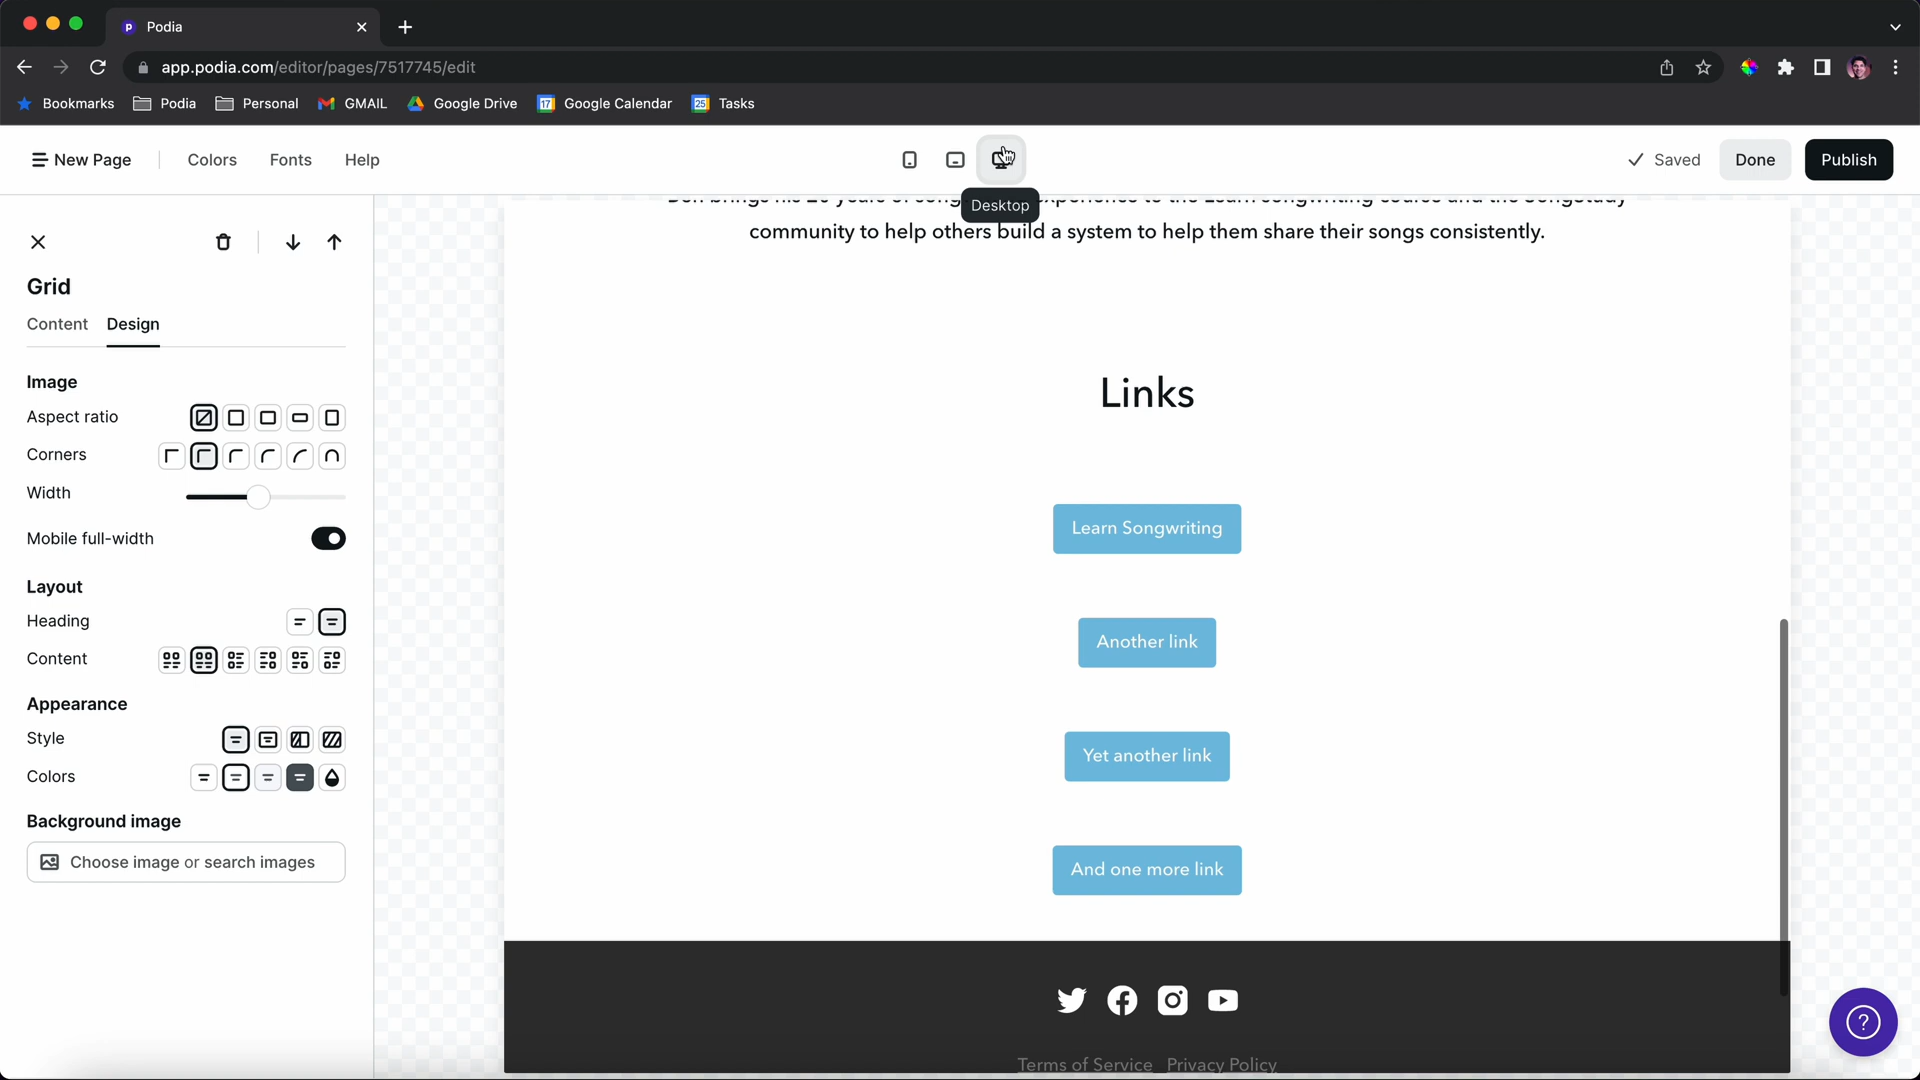 Podia
app.podia.com/editor/pages/7517745/edit
Bookmarks Podia Personal GMAIL 17 Google Drive Google Calendar 25 Tasks
New Page Colors Fonts Help Saved Done Publish
Desktop
community to help others build a system to help them share their songs consistently.
Grid
Content Design
Image
Aspect ratio
Corners
Width
Mobile full-width
Layout
Heading
Content
Appearance
Style
Colors
Background image
Choose image or search images
Links
Learn Songwriting
Another link
Yet another link
And one more link
Terms of Service Privacy Policy